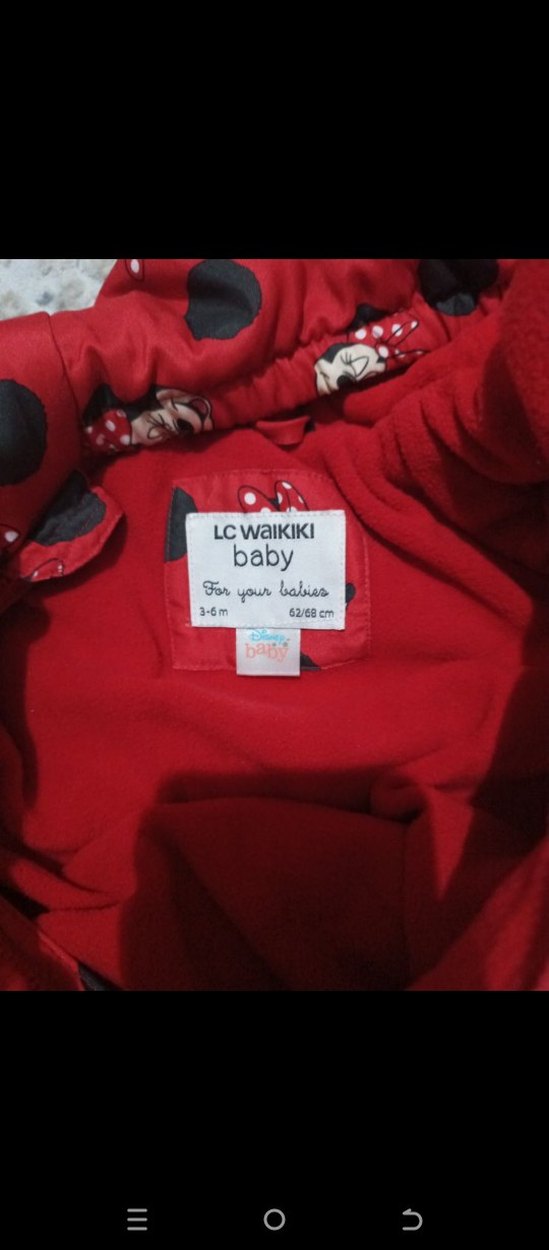 LC WAIKIKI
baby
For your babies
3-6 m 62/68 cm
Disney
baby